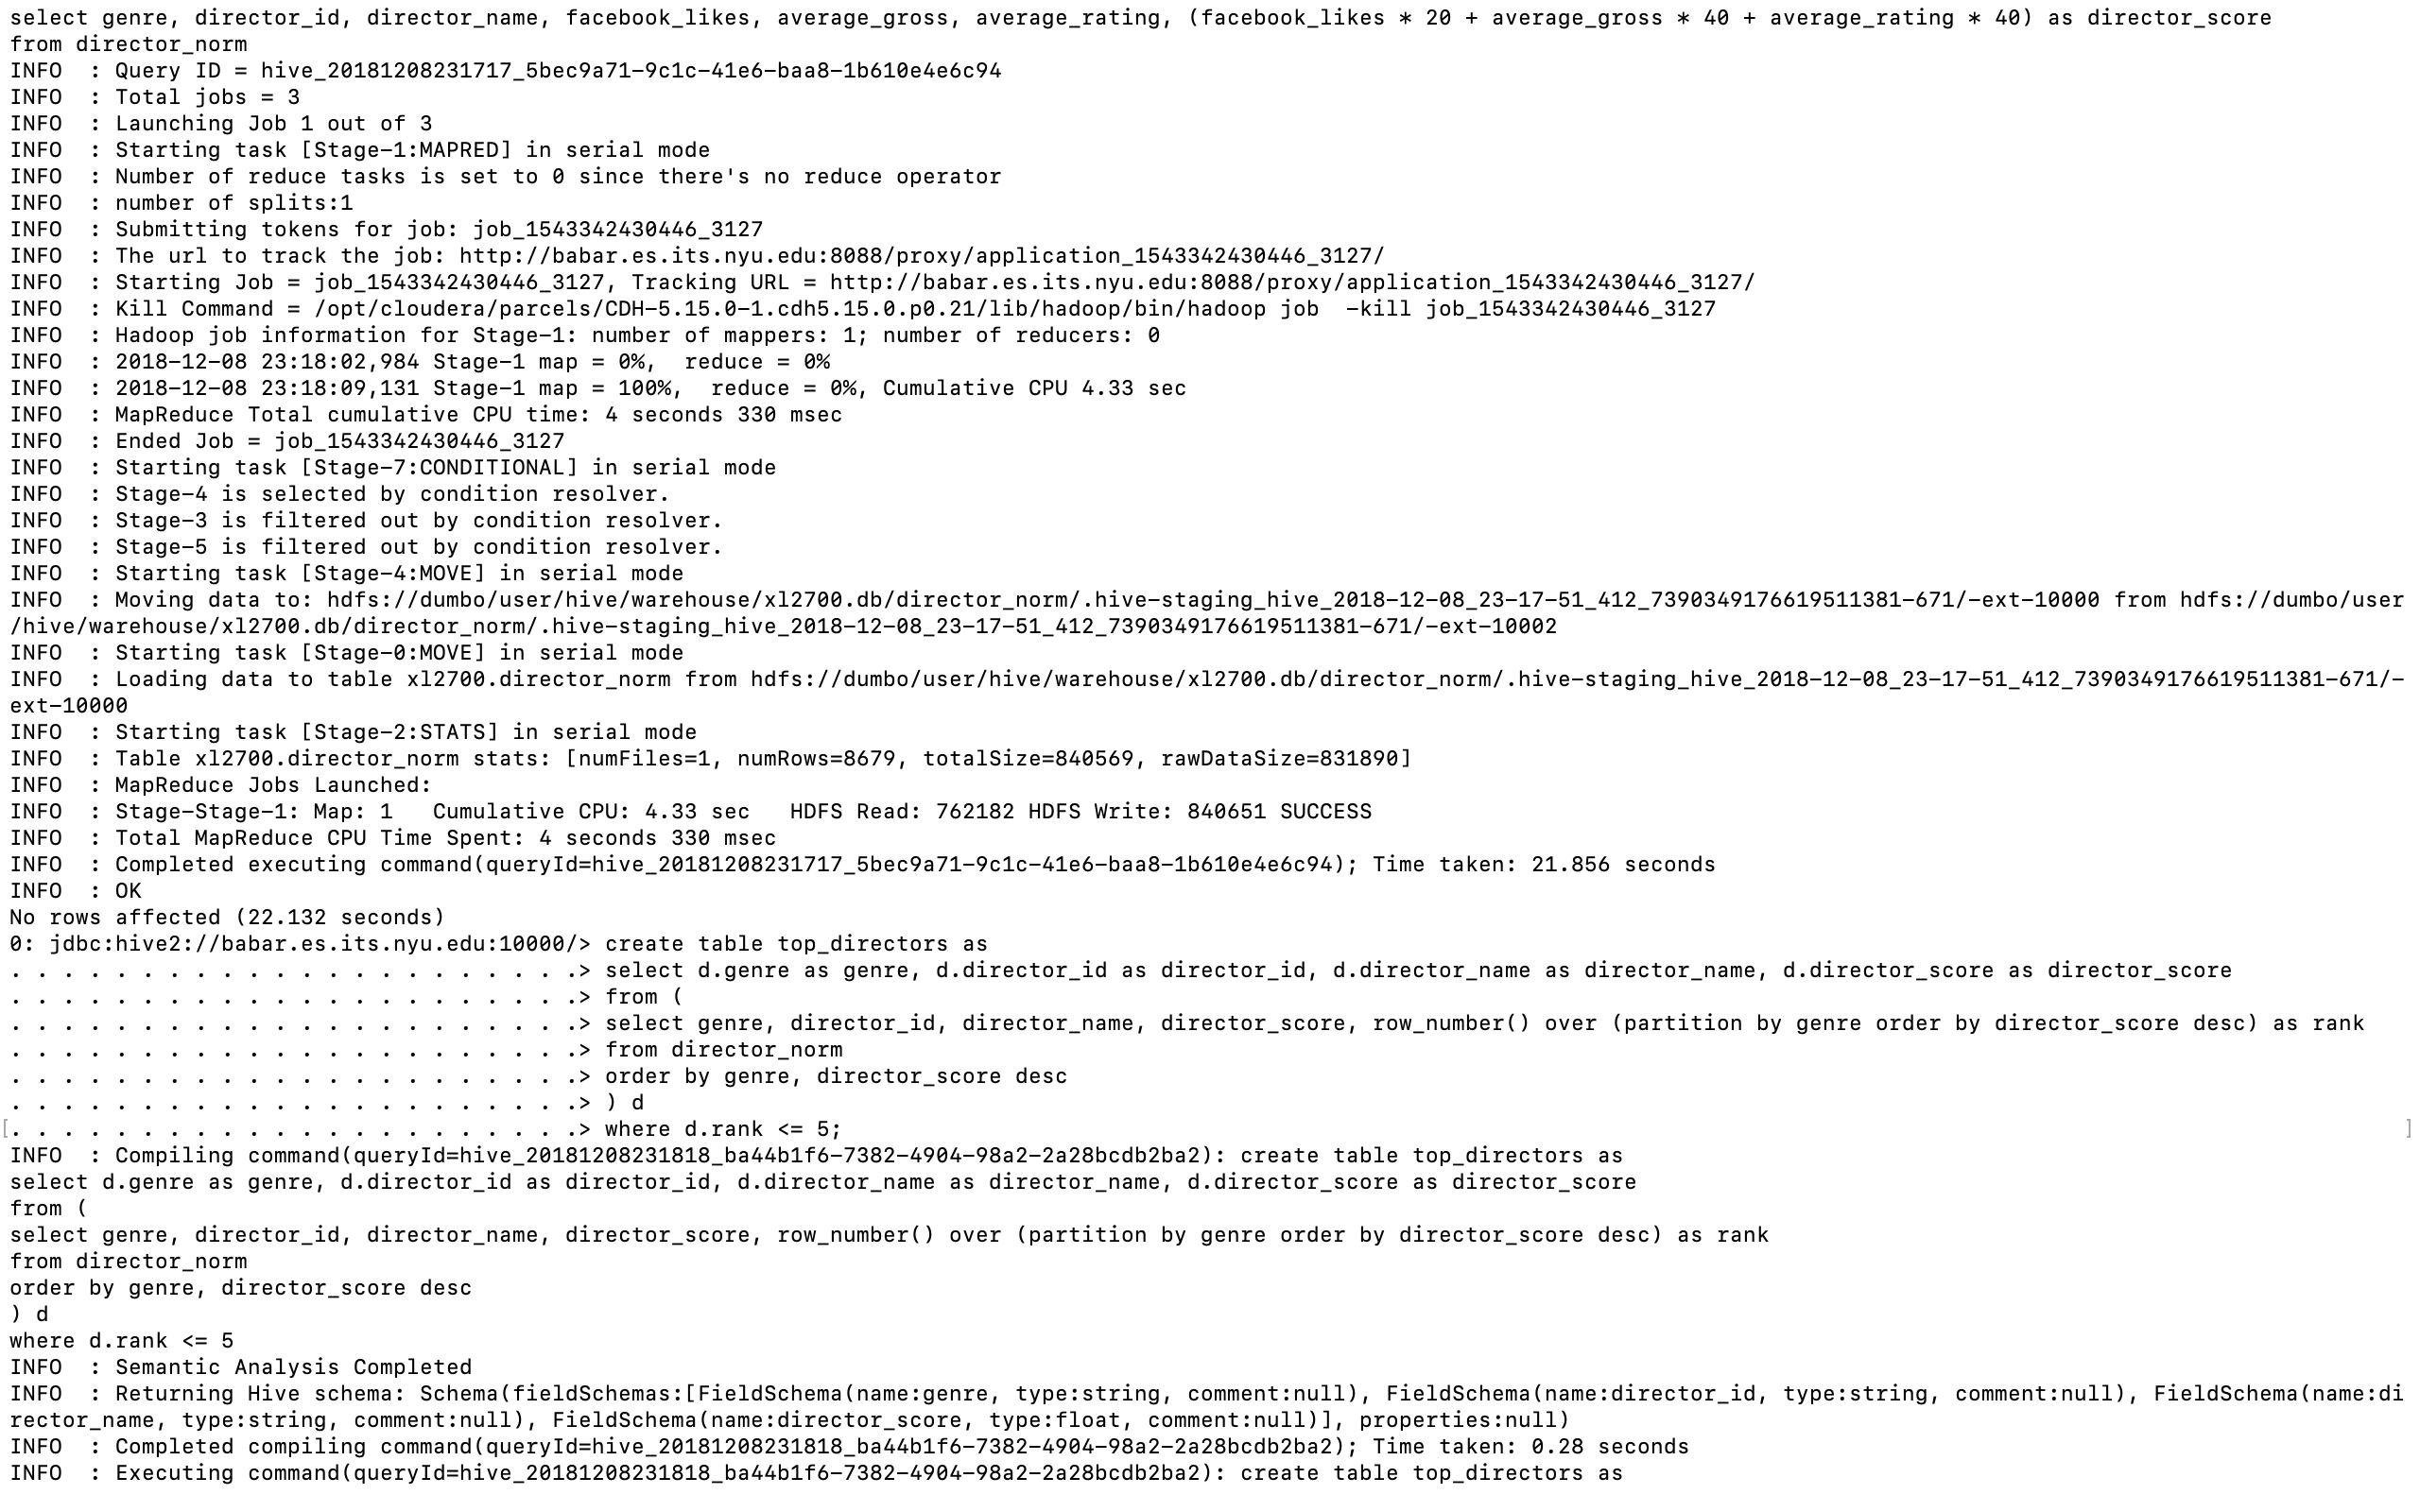 select genre, director_id, director_name, facebook_likes, average_gross, average_rating, (facebook_likes * 20 + average_gross * 40 + average_rating * 40) as director_score
from director_norm
INFO  : Query ID = hive_20181208231717_5bec9a71-9c1c-41e6-baa8-1b610e4e6c94
INFO  : Total jobs = 3
INFO  : Launching Job 1 out of 3
INFO  : Starting task [Stage-1:MAPRED] in serial mode
INFO  : Number of reduce tasks is set to 0 since there's no reduce operator
INFO  : number of splits:1
INFO  : Submitting tokens for job: job_1543342430446_3127
INFO  : The url to track the job: http://babar.es.its.nyu.edu:8088/proxy/application_1543342430446_3127/
INFO  : Starting Job = job_1543342430446_3127, Tracking URL = http://babar.es.its.nyu.edu:8088/proxy/application_1543342430446_3127/
INFO  : Kill Command = /opt/cloudera/parcels/CDH-5.15.0-1.cdh5.15.0.p0.21/lib/hadoop/bin/hadoop job  -kill job_1543342430446_3127
INFO  : Hadoop job information for Stage-1: number of mappers: 1; number of reducers: 0
INFO  : 2018-12-08 23:18:02,984 Stage-1 map = 0%,  reduce = 0%
INFO  : 2018-12-08 23:18:09,131 Stage-1 map = 100%,  reduce = 0%, Cumulative CPU 4.33 sec
INFO  : MapReduce Total cumulative CPU time: 4 seconds 330 msec
INFO  : Ended Job = job_1543342430446_3127
INFO  : Starting task [Stage-7:CONDITIONAL] in serial mode
INFO  : Stage-4 is selected by condition resolver.
INFO  : Stage-3 is filtered out by condition resolver.
INFO  : Stage-5 is filtered out by condition resolver.
INFO  : Starting task [Stage-4:MOVE] in serial mode
INFO  : Moving data to: hdfs://dumbo/user/hive/warehouse/xl2700.db/director_norm/.hive-staging_hive_2018-12-08_23-17-51_412_7390349176619511381-671/-ext-10000 from hdfs://dumbo/user
/hive/warehouse/xl2700.db/director_norm/.hive-staging_hive_2018-12-08_23-17-51_412_7390349176619511381-671/-ext-10002
INFO  : Starting task [Stage-0:MOVE] in serial mode
INFO  : Loading data to table xl2700.director_norm from hdfs://dumbo/user/hive/warehouse/xl2700.db/director_norm/.hive-staging_hive_2018-12-08_23-17-51_412_7390349176619511381-671/-
ext-10000
INFO  : Starting task [Stage-2:STATS] in serial mode
INFO  : Table xl2700.director_norm stats: [numFiles=1, numRows=8679, totalSize=840569, rawDataSize=831890]
INFO  : MapReduce Jobs Launched:
INFO  : Stage-Stage-1: Map: 1   Cumulative CPU: 4.33 sec   HDFS Read: 762182 HDFS Write: 840651 SUCCESS
INFO  : Total MapReduce CPU Time Spent: 4 seconds 330 msec
INFO  : Completed executing command(queryId=hive_20181208231717_5bec9a71-9c1c-41e6-baa8-1b610e4e6c94); Time taken: 21.856 seconds
INFO  : OK
No rows affected (22.132 seconds)
0: jdbc:hive2://babar.es.its.nyu.edu:10000/> create table top_directors as
. . . . . . . . . . . . . . . . . . . . . .> select d.genre as genre, d.director_id as director_id, d.director_name as director_name, d.director_score as director_score
. . . . . . . . . . . . . . . . . . . . . .> from (
. . . . . . . . . . . . . . . . . . . . . .> select genre, director_id, director_name, director_score, row_number() over (partition by genre order by director_score desc) as rank
. . . . . . . . . . . . . . . . . . . . . .> from director_norm
. . . . . . . . . . . . . . . . . . . . . .> order by genre, director_score desc
. . . . . . . . . . . . . . . . . . . . . .> ) d
[. . . . . . . . . . . . . . . . . . . . . .> where d.rank <= 5; ]
INFO  : Compiling command(queryId=hive_20181208231818_ba44b1f6-7382-4904-98a2-2a28bcdb2ba2): create table top_directors as
select d.genre as genre, d.director_id as director_id, d.director_name as director_name, d.director_score as director_score
from (
select genre, director_id, director_name, director_score, row_number() over (partition by genre order by director_score desc) as rank
from director_norm
order by genre, director_score desc
) d
where d.rank <= 5
INFO  : Semantic Analysis Completed
INFO  : Returning Hive schema: Schema(fieldSchemas:[FieldSchema(name:genre, type:string, comment:null), FieldSchema(name:director_id, type:string, comment:null), FieldSchema(name:di
rector_name, type:string, comment:null), FieldSchema(name:director_score, type:float, comment:null)], properties:null)
INFO  : Completed compiling command(queryId=hive_20181208231818_ba44b1f6-7382-4904-98a2-2a28bcdb2ba2); Time taken: 0.28 seconds
INFO  : Executing command(queryId=hive_20181208231818_ba44b1f6-7382-4904-98a2-2a28bcdb2ba2): create table top_directors as